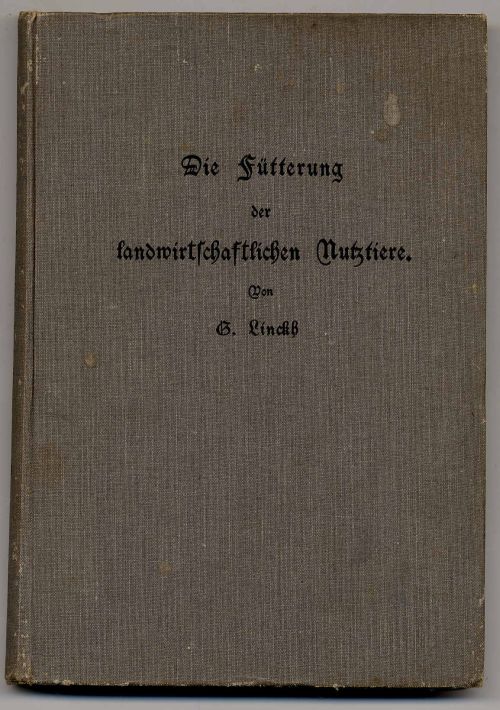 Die Fütterung
der
landwirtſchaftlichen Nutztiere.
Von
G. Linckh